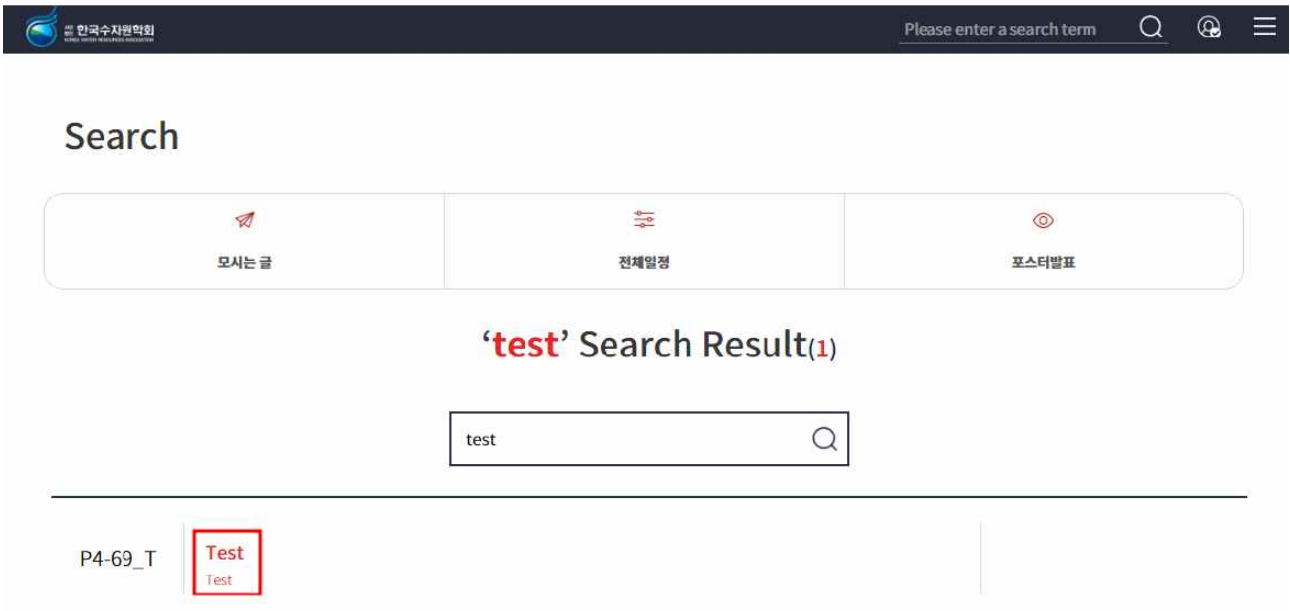 한국수자원학회
Please enter a search term
Search
모시는 글
전체일정
포스터발표
‘test’ Search Result(1)
test
P4-69_T
Test
Test